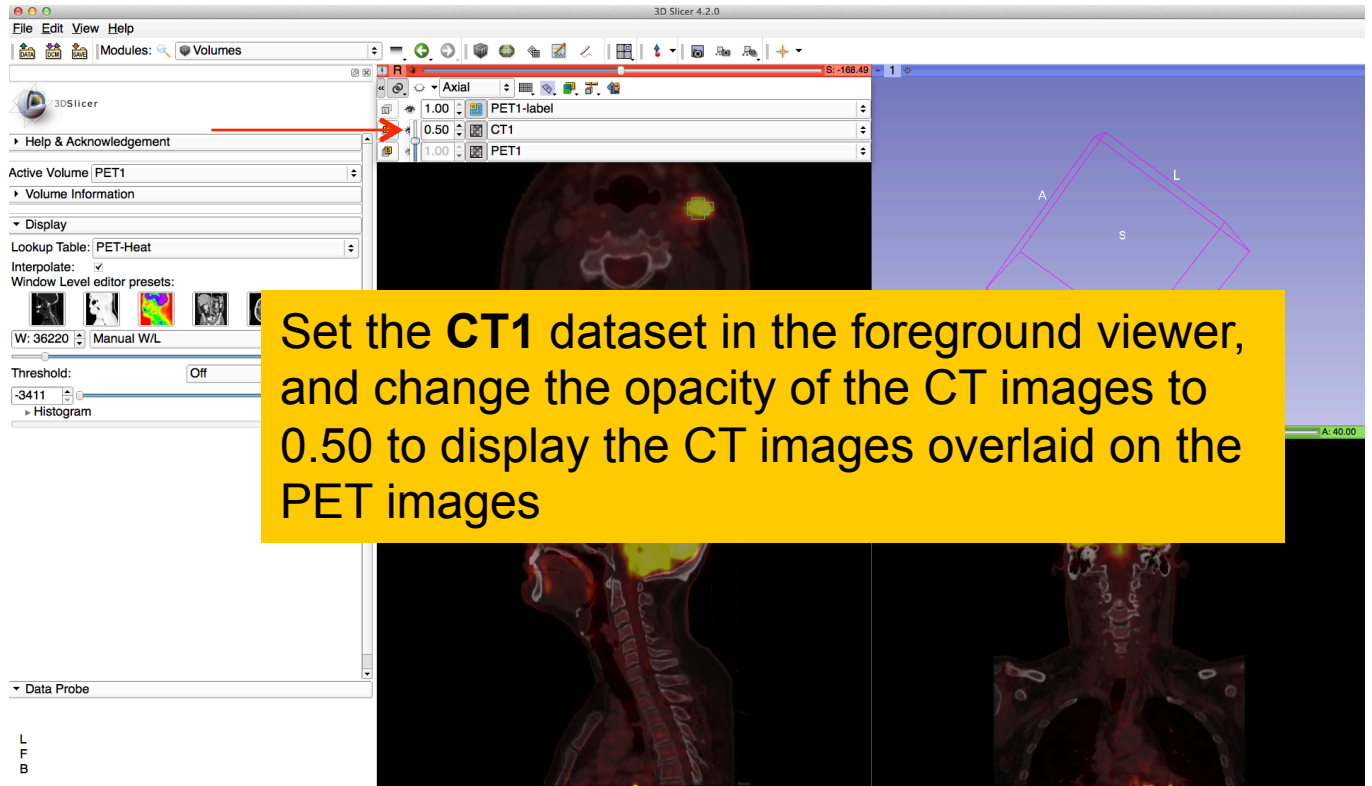 3D Slicer 4.2.0
File Edit View Help
DATA DCM SAVE Modules: Volumes
R S: -168.49 1
Axial
3DSlicer
1.00 PET1-label
0.50 CT1
1.00 PET1
Help & Acknowledgement
Active Volume PET1
Volume Information
Display
Lookup Table: PET-Heat
Interpolate:
Window Level editor presets:
W: 36220 Manual W/L
Threshold: Off
-3411
Histogram
A
L
S
Set the CT1 dataset in the foreground viewer,
and change the opacity of the CT images to
0.50 to display the CT images overlaid on the
PET images
A: 40.00
Data Probe
L
F
B